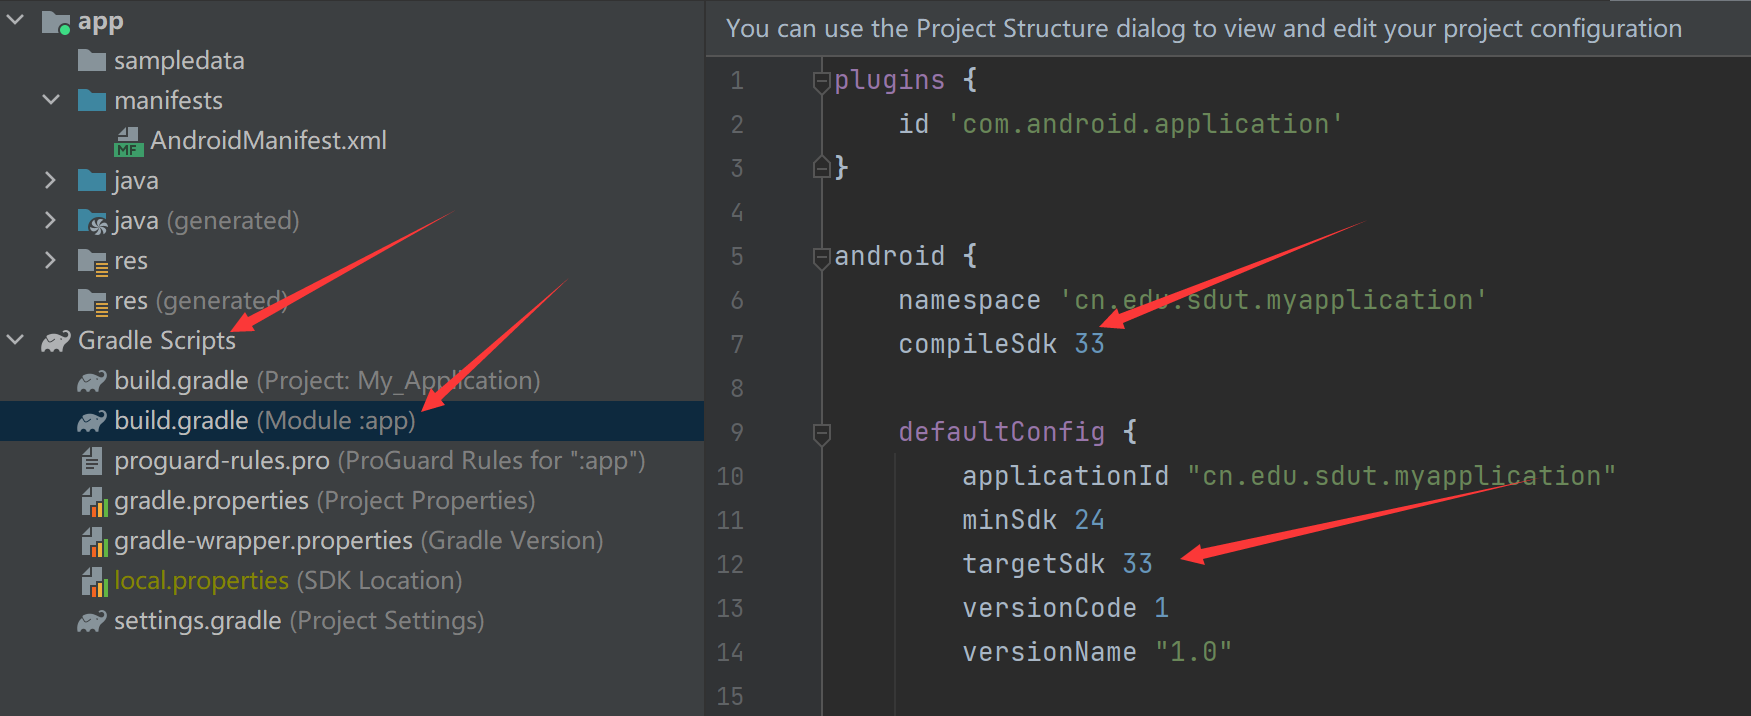 app
sampledata
manifests
MF AndroidManifest.xml
java
java (generated)
res
res (generated)
Gradle Scripts
build.gradle (Project: My_Application)
build.gradle (Module :app)
proguard-rules.pro (ProGuard Rules for ":app")
gradle.properties (Project Properties)
gradle-wrapper.properties (Gradle Version)
local.properties (SDK Location)
settings.gradle (Project Settings)
You can use the Project Structure dialog to view and edit your project configuration
1 plugins {
2 id 'com.android.application'
3 }
4
5 android {
6 namespace 'cn.edu.sdut.myapplication'
7 compileSdk 33
8
9 defaultConfig {
10 applicationId "cn.edu.sdut.myapplication"
11 minSdk 24
12 targetSdk 33
13 versionCode 1
14 versionName "1.0"
15